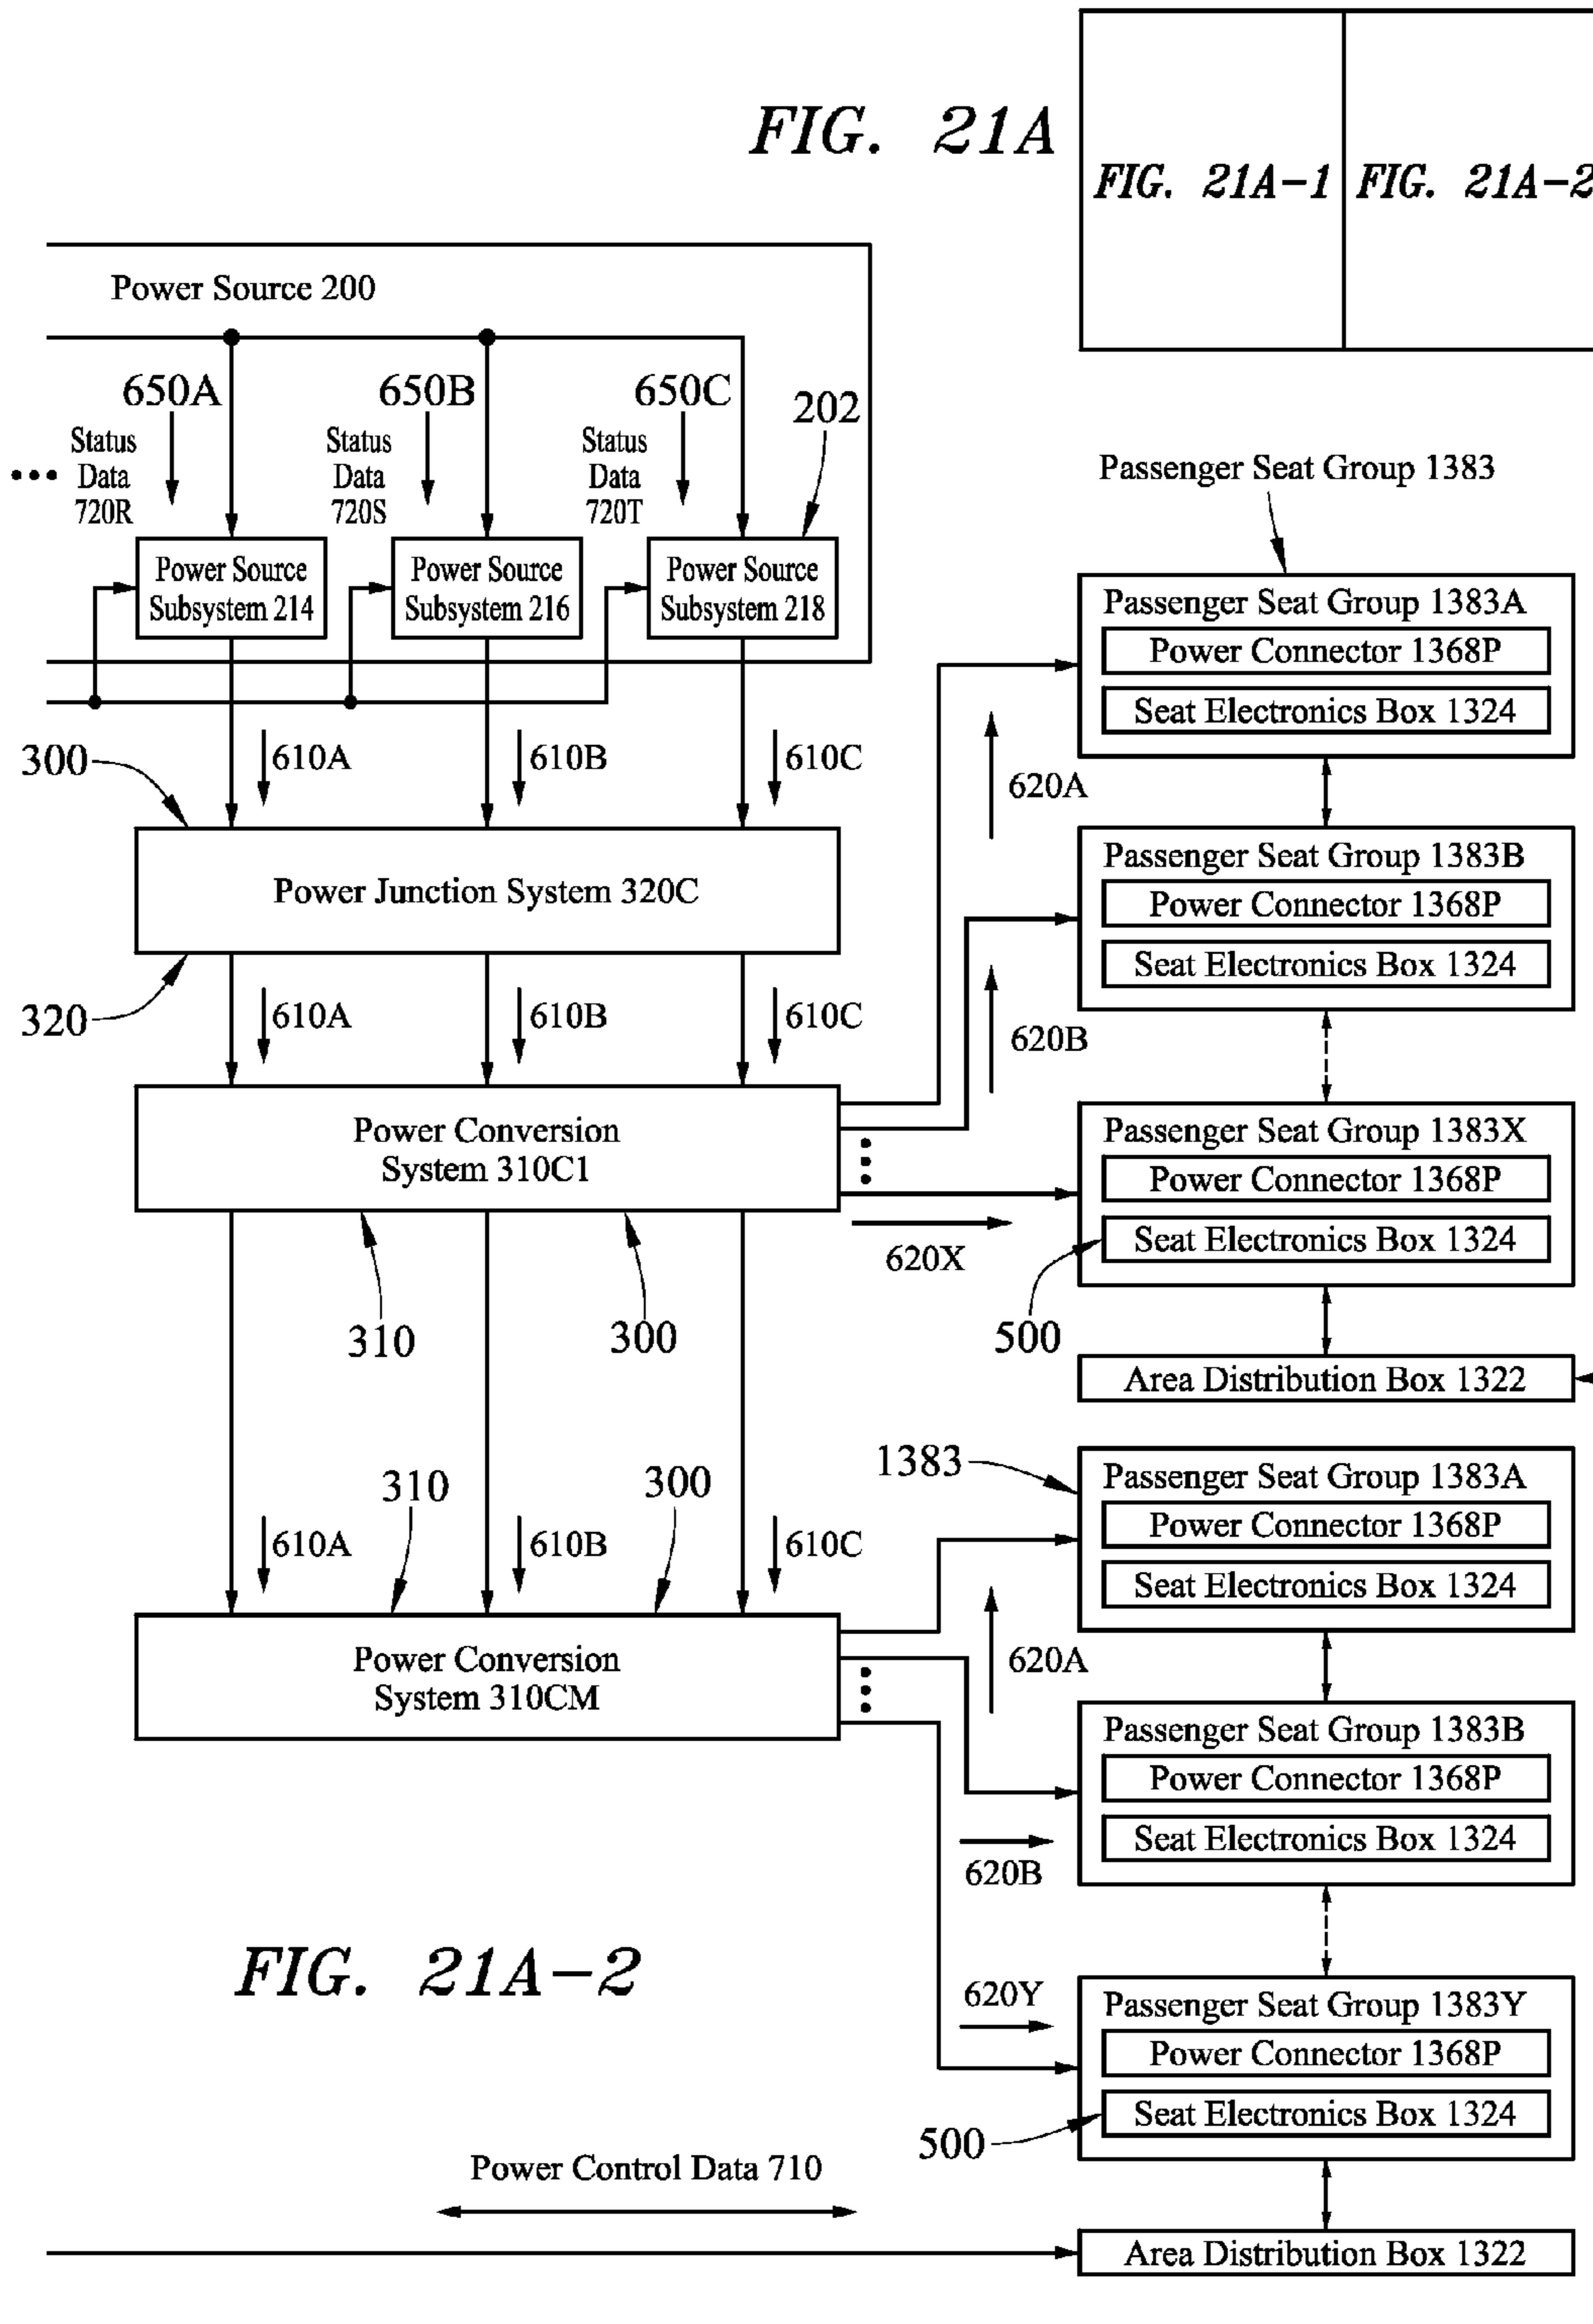 FIG. 21A
FIG. 21A-1
FIG. 21A-2
Power Source 200
650A
650B
650C
202
Status
Data
720R
Status
Data
720S
Status
Data
720T
Power Source
Subsystem 214
Power Source
Subsystem 216
Power Source
Subsystem 218
300
610A
610B
610C
Power Junction System 320C
320
610A
610B
610C
Power Conversion
System 310C1
310
300
310
300
610A
610B
610C
Power Conversion
System 310CM
Passenger Seat Group 1383
Passenger Seat Group 1383A
Power Connector 1368P
Seat Electronics Box 1324
620A
Passenger Seat Group 1383B
Power Connector 1368P
Seat Electronics Box 1324
620B
Passenger Seat Group 1383X
Power Connector 1368P
Seat Electronics Box 1324
620X
500
Area Distribution Box 1322
1383
Passenger Seat Group 1383A
Power Connector 1368P
Seat Electronics Box 1324
620A
Passenger Seat Group 1383B
Power Connector 1368P
Seat Electronics Box 1324
620B
620Y
Passenger Seat Group 1383Y
Power Connector 1368P
Seat Electronics Box 1324
500
FIG. 21A-2
Power Control Data 710
Area Distribution Box 1322